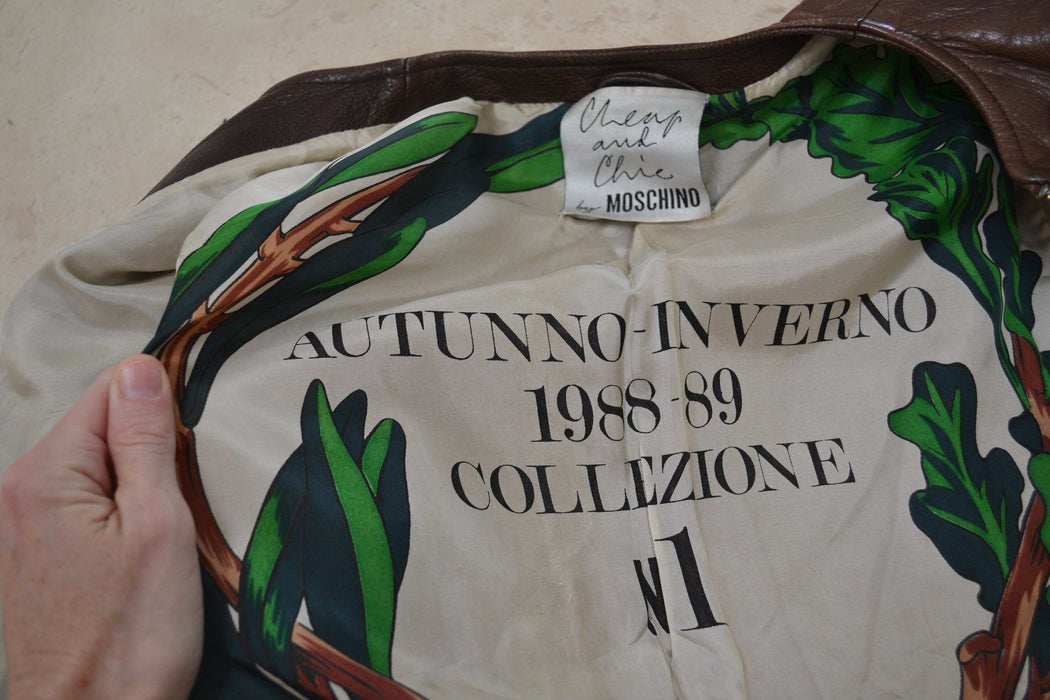 Cheap
and
Chic
by MOSCHINO
AUTUNNO-INVERNO
1988-89
COLLEZIONE
N1